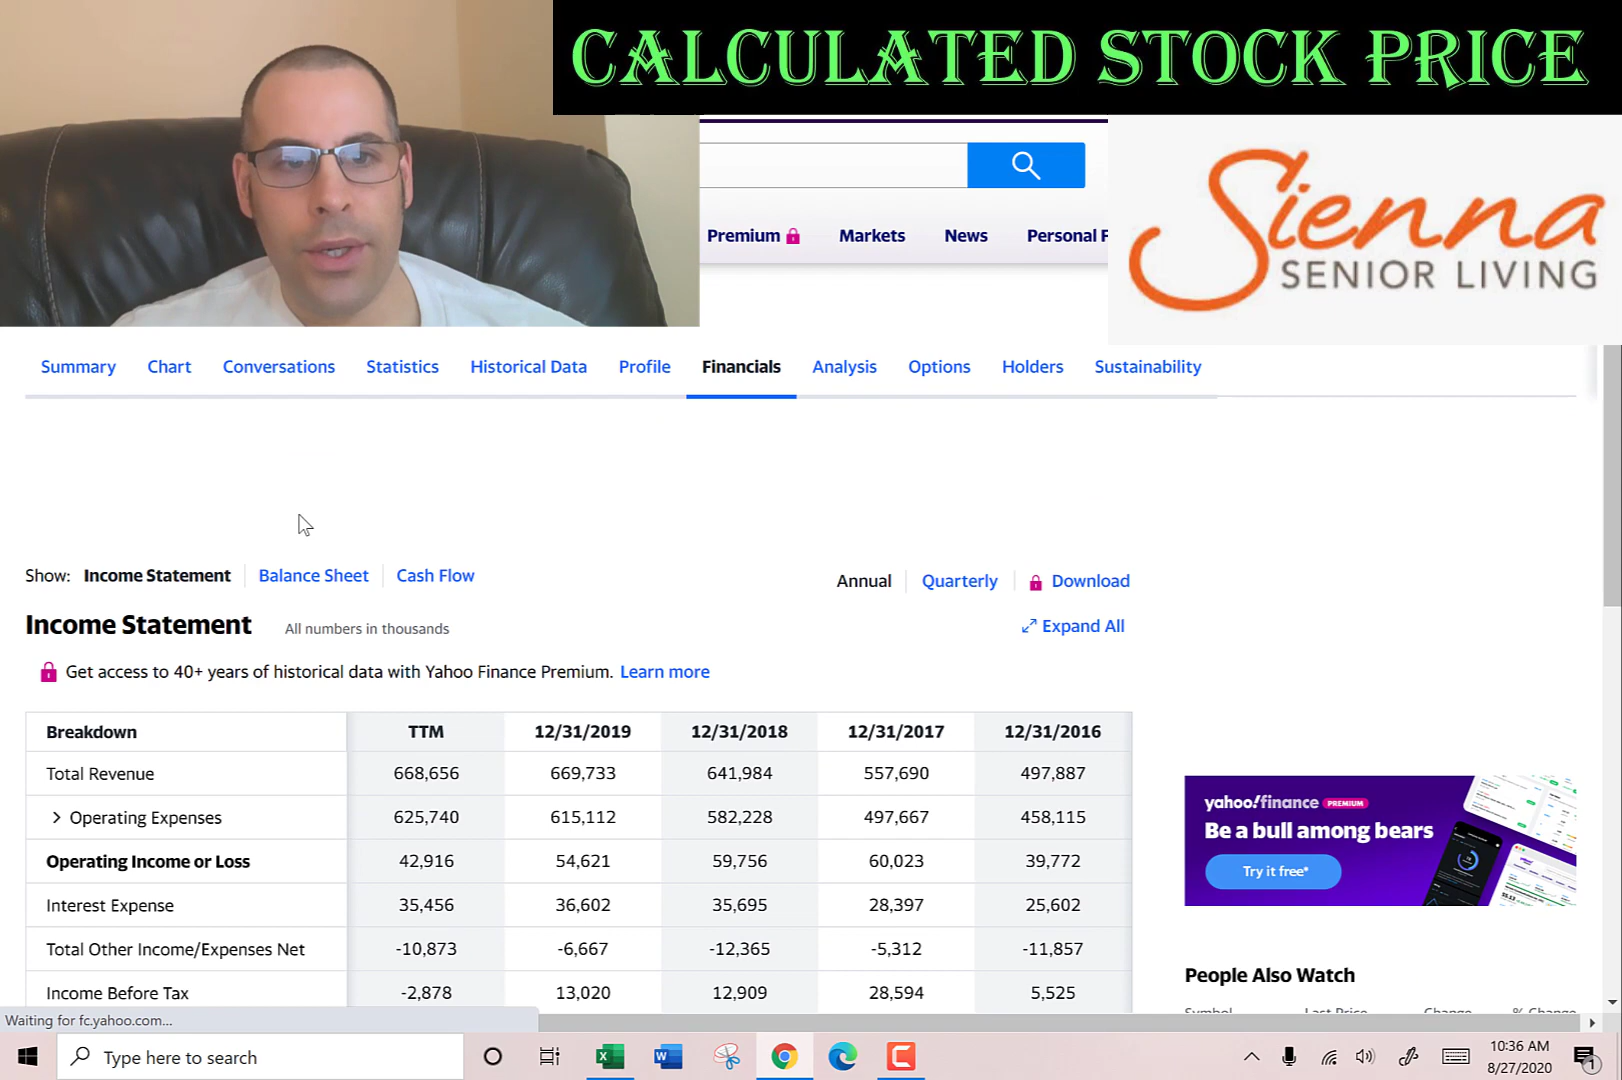 CALCULATED STOCK PRICE
Sienna
SENIOR LIVING
Premium Markets News Personal F
Summary Chart Conversations Statistics Historical Data Profile Financials Analysis Options Holders Sustainability
Show: Income Statement Balance Sheet Cash Flow
Annual Quarterly Download
Income Statement All numbers in thousands
Expand All
Get access to 40+ years of historical data with Yahoo Finance Premium. Learn more
Breakdown TTM 12/31/2019 12/31/2018 12/31/2017 12/31/2016
Total Revenue 668,656 669,733 641,984 557,690 497,887
Operating Expenses 625,740 615,112 582,228 497,667 458,115
Operating Income or Loss 42,916 54,621 59,756 60,023 39,772
Interest Expense 35,456 36,602 35,695 28,397 25,602
Total Other Income/Expenses Net -10,873 -6,667 -12,365 -5,312 -11,857
Income Before Tax -2,878 13,020 12,909 28,594 5,525
yahoo!finance PREMIUM
Be a bull among bears
Try it free*
People Also Watch
Symbol Last Price Change % Change
Waiting for fc.yahoo.com...
Type here to search
10:36 AM
8/27/2020
1